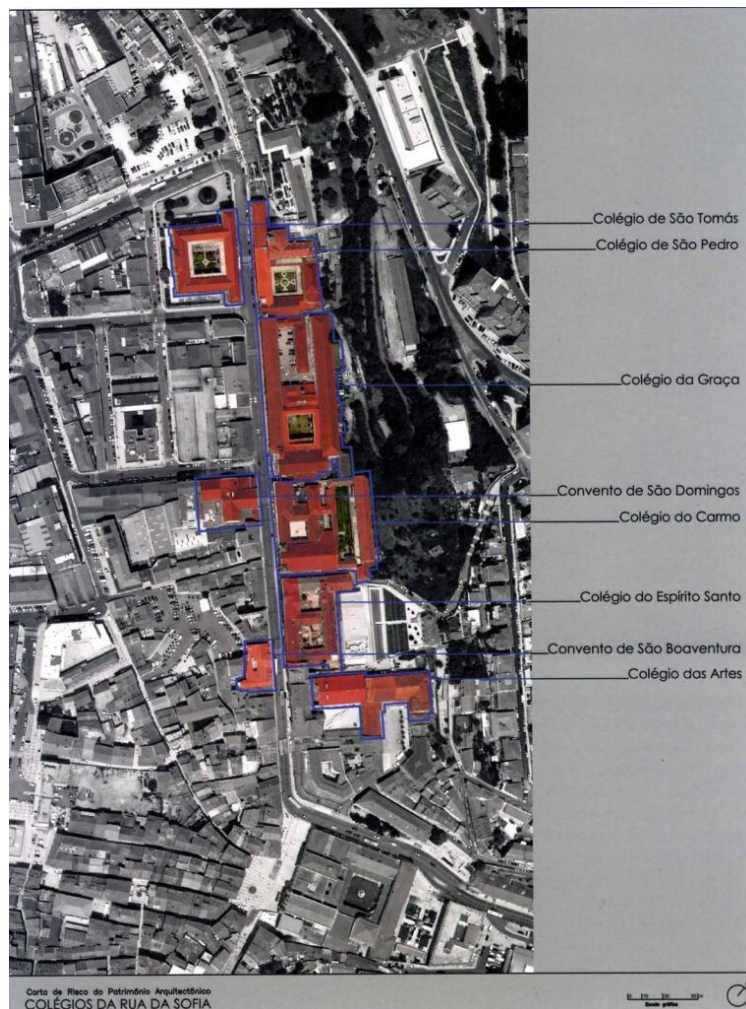 Colégio de São Tomás
Colégio de São Pedro
Colégio da Graça
Convento de São Domingos
Colégio do Carmo
Colégio do Espírito Santo
Convento de São Boaventura
Colégio das Artes
Carta de Risco do Património Arquitectónico
COLÉGIOS DA RUA DA SOFIA
Escala gráfica